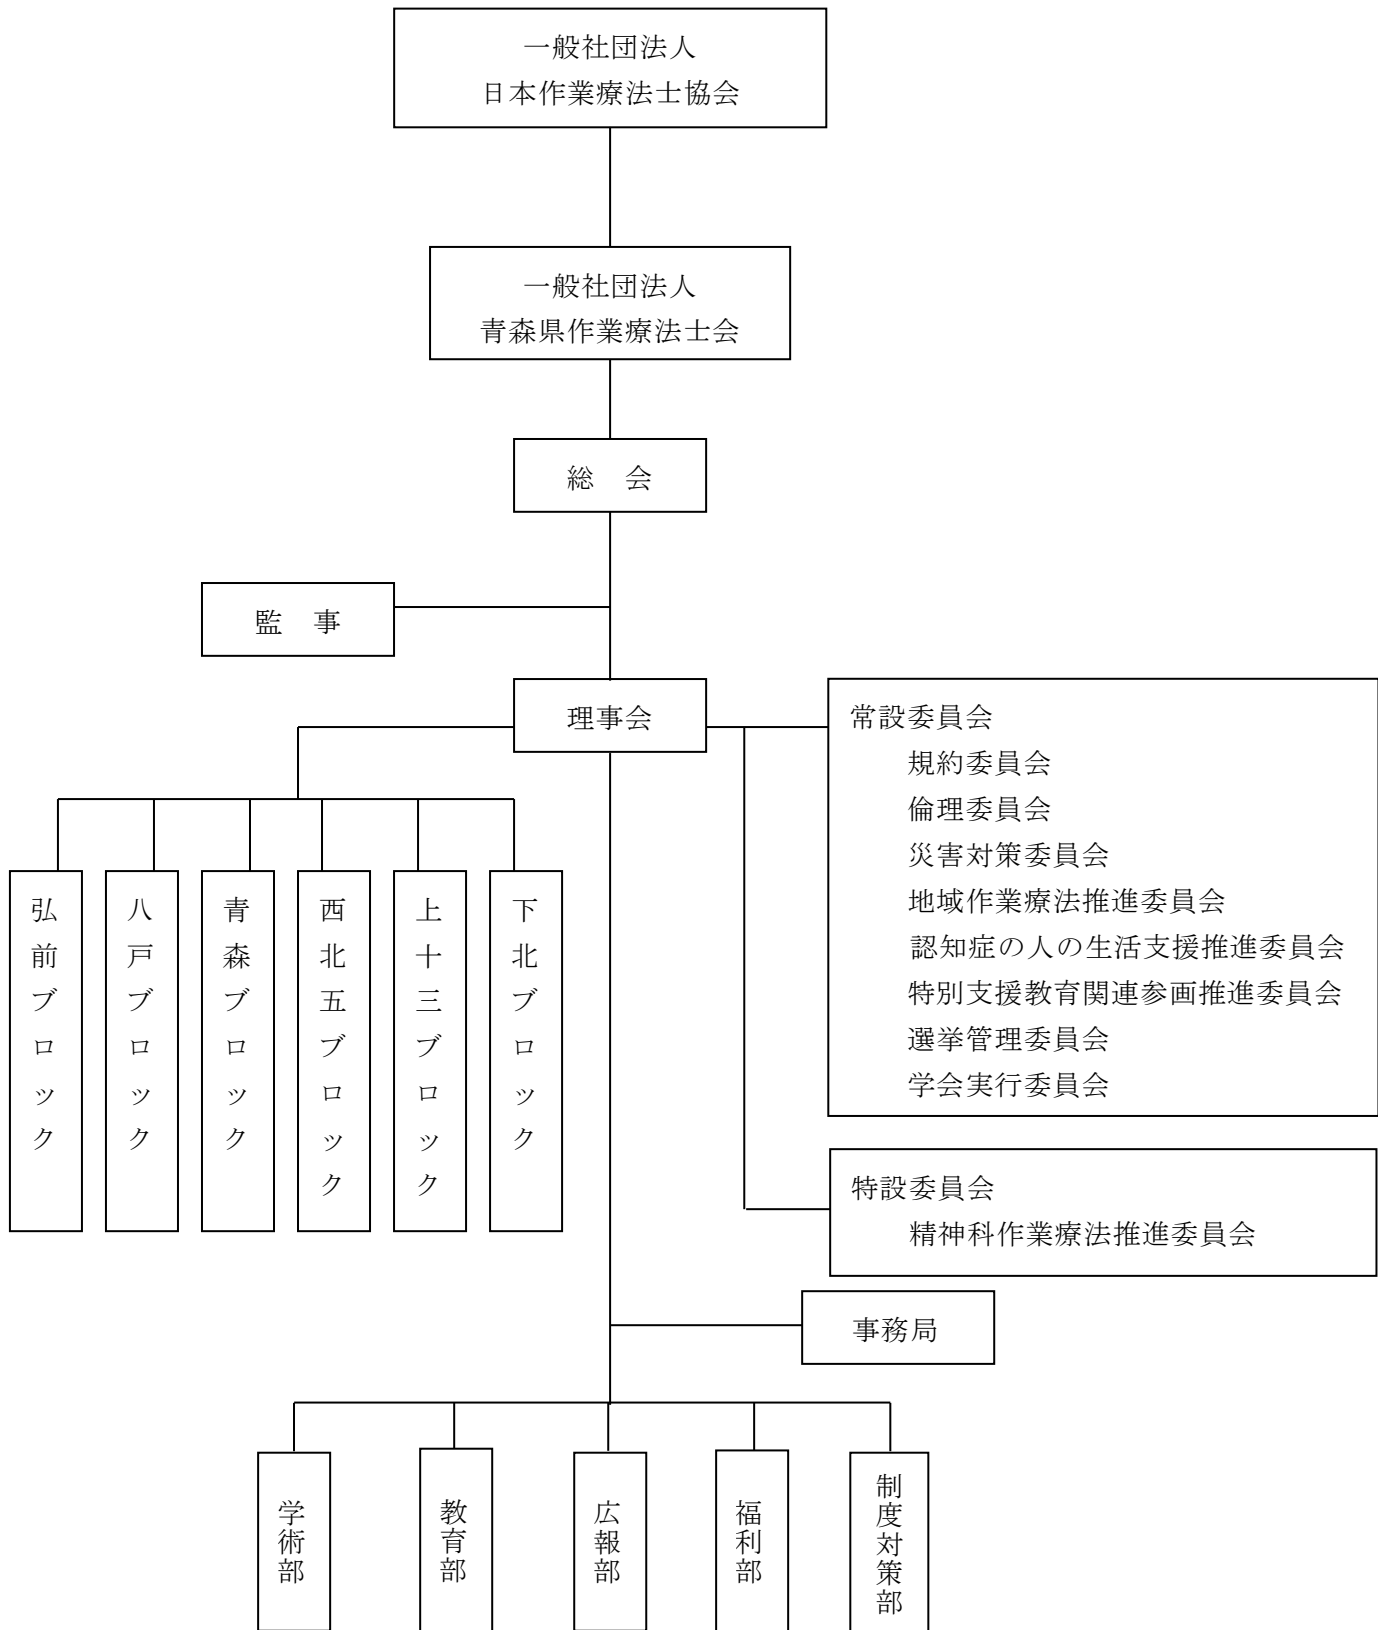 一般社団法人
日本作業療法士協会
一般社団法人
青森県作業療法士会
総　会
監　事
理事会
常設委員会
規約委員会
倫理委員会
災害対策委員会
地域作業療法推進委員会
認知症の人の生活支援推進委員会
特別支援教育関連参画推進委員会
選挙管理委員会
学会実行委員会
弘前ブロック
八戸ブロック
青森ブロック
西北五ブロック
上十三ブロック
下北ブロック
特設委員会
精神科作業療法推進委員会
事務局
学術部
教育部
広報部
福利部
制度対策部